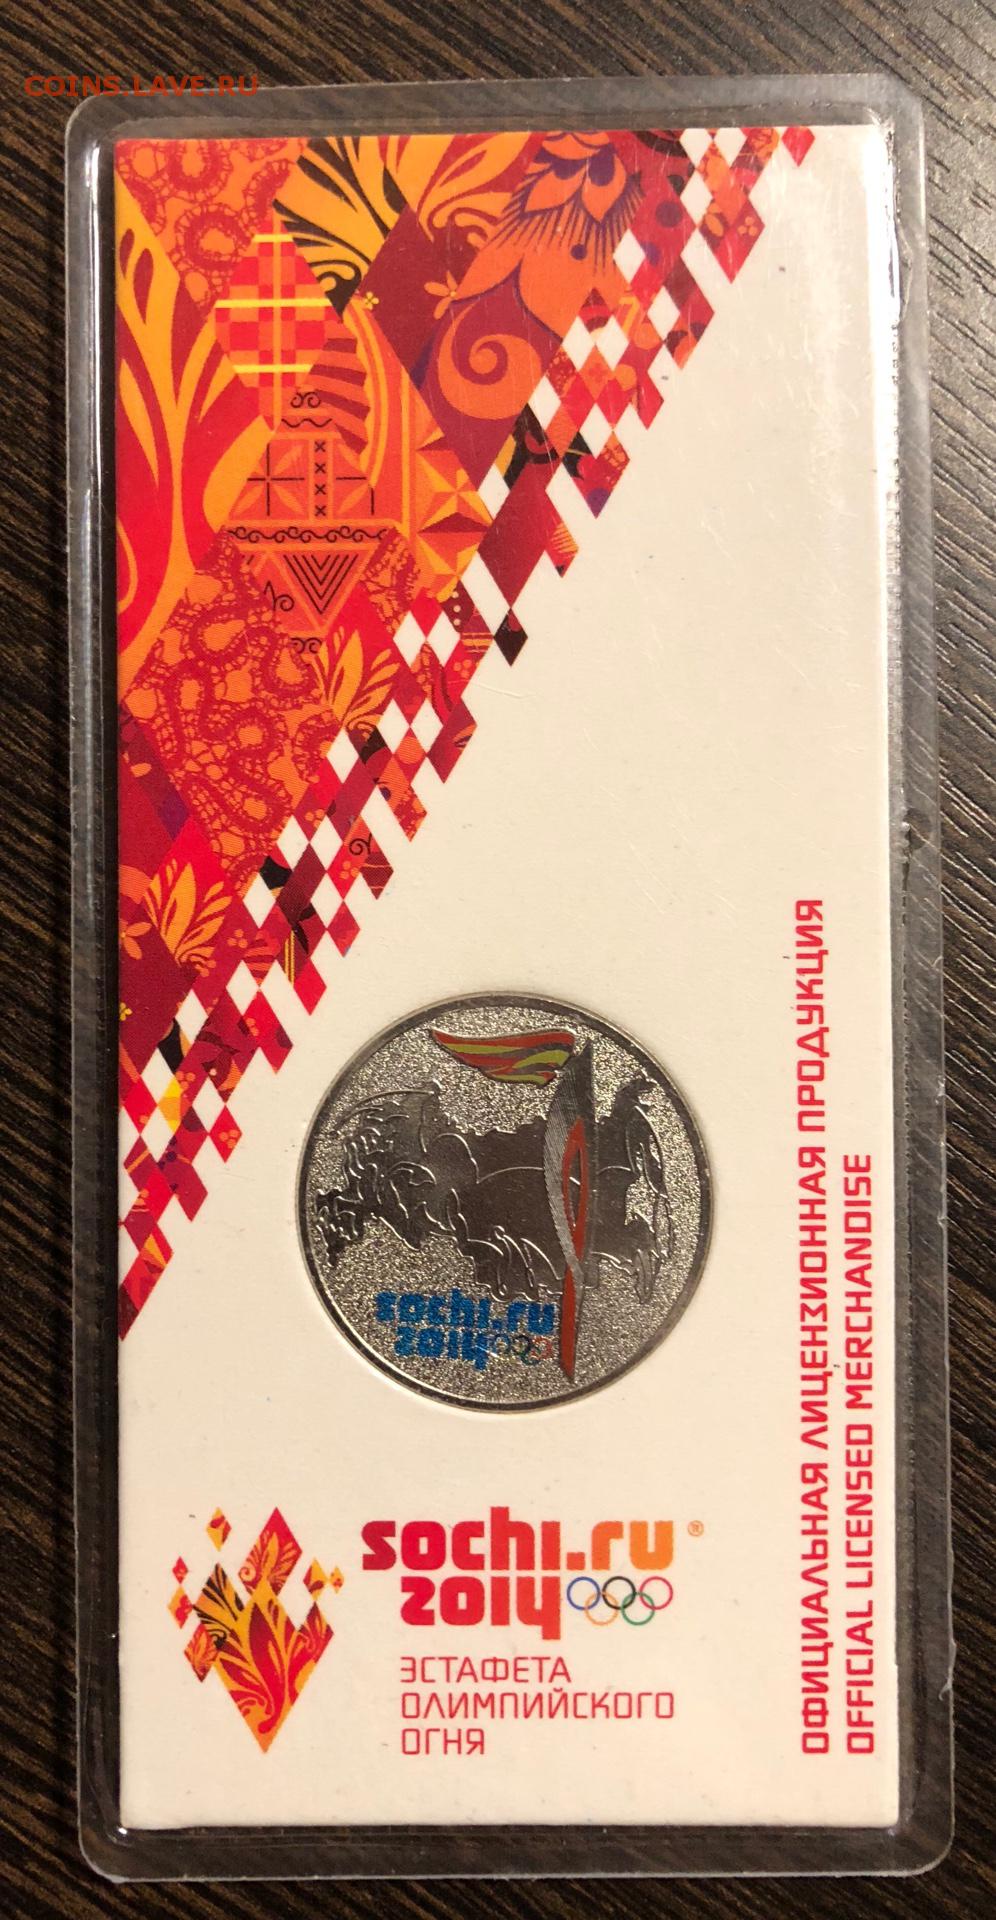 COINS.LAVE.RU
sochi.ru
2014
sochi.ru®
2014
ЭСТАФЕТА
ОЛИМПИЙСКОГО
ОГНЯ
ОФИЦИАЛЬНАЯ ЛИЦЕНЗИОННАЯ ПРОДУКЦИЯ
OFFICIAL LICENSED MERCHANDISE